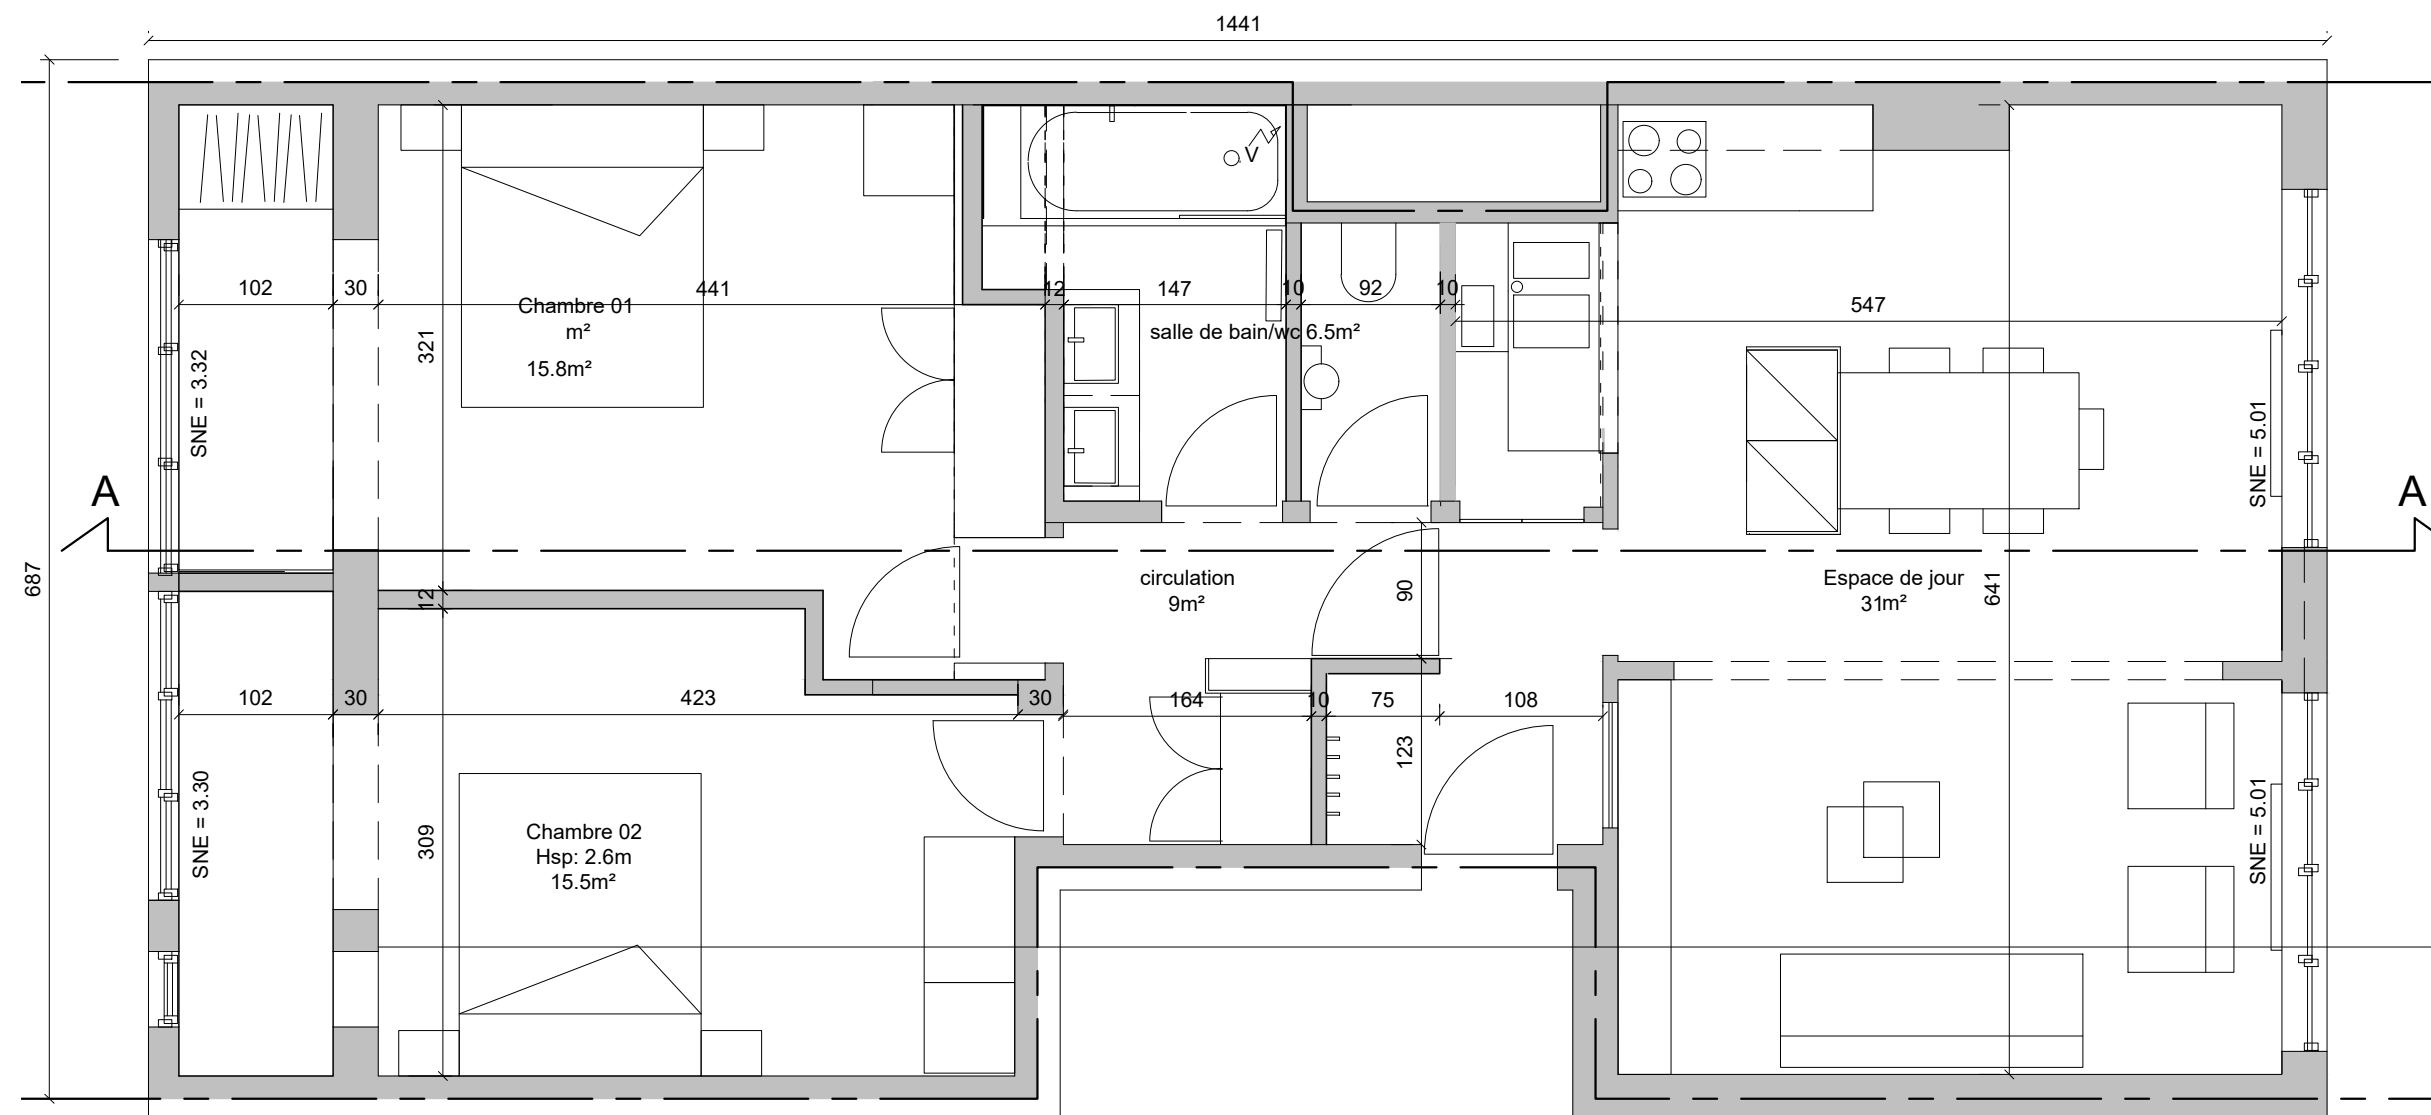 1441
687
V
102
30
441
12
147
10
92
10
547
Chambre 01
m²
15.8m²
salle de bain/wc 6.5m²
321
SNE = 3.32
SNE = 5.01
A
A
12
circulation
9m²
90
Espace de jour
31m²
641
102
30
423
30
164
10
75
108
123
SNE = 3.30
309
Chambre 02
Hsp: 2.6m
15.5m²
SNE = 5.01